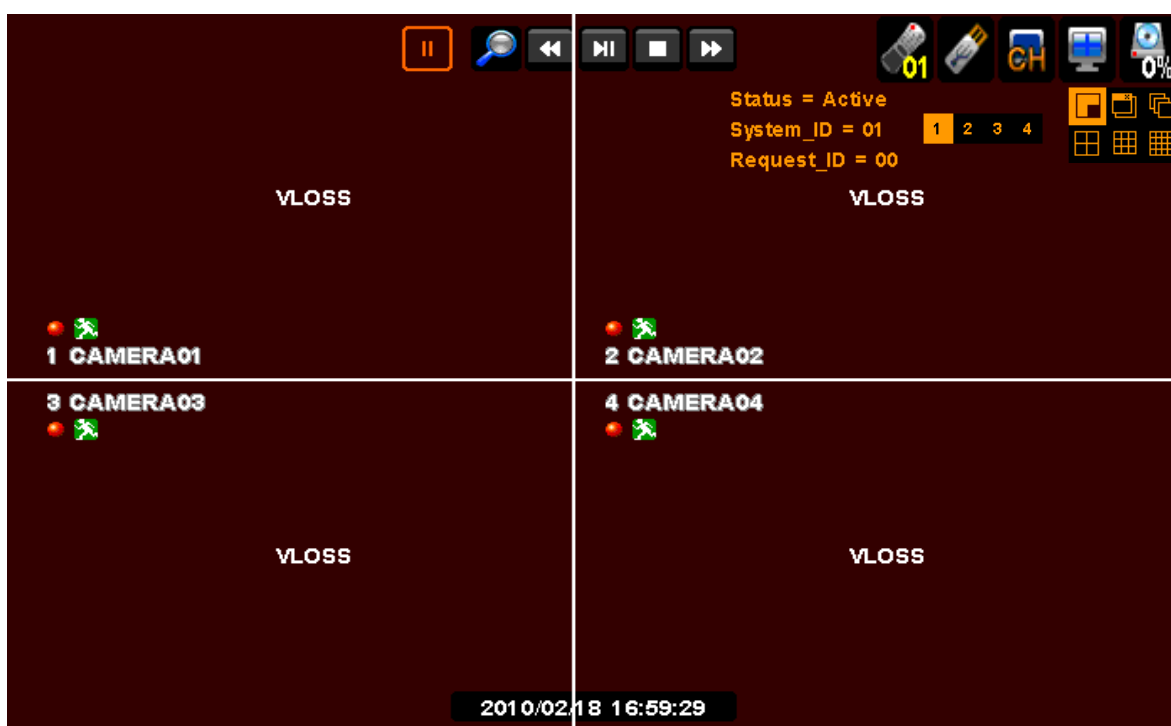 01
CH
0%
Status = Active
System_ID = 01
1 2 3 4
Request_ID = 00
VLOSS
VLOSS
1 CAMERA01
2 CAMERA02
3 CAMERA03
4 CAMERA04
VLOSS
VLOSS
2010/02/18 16:59:29